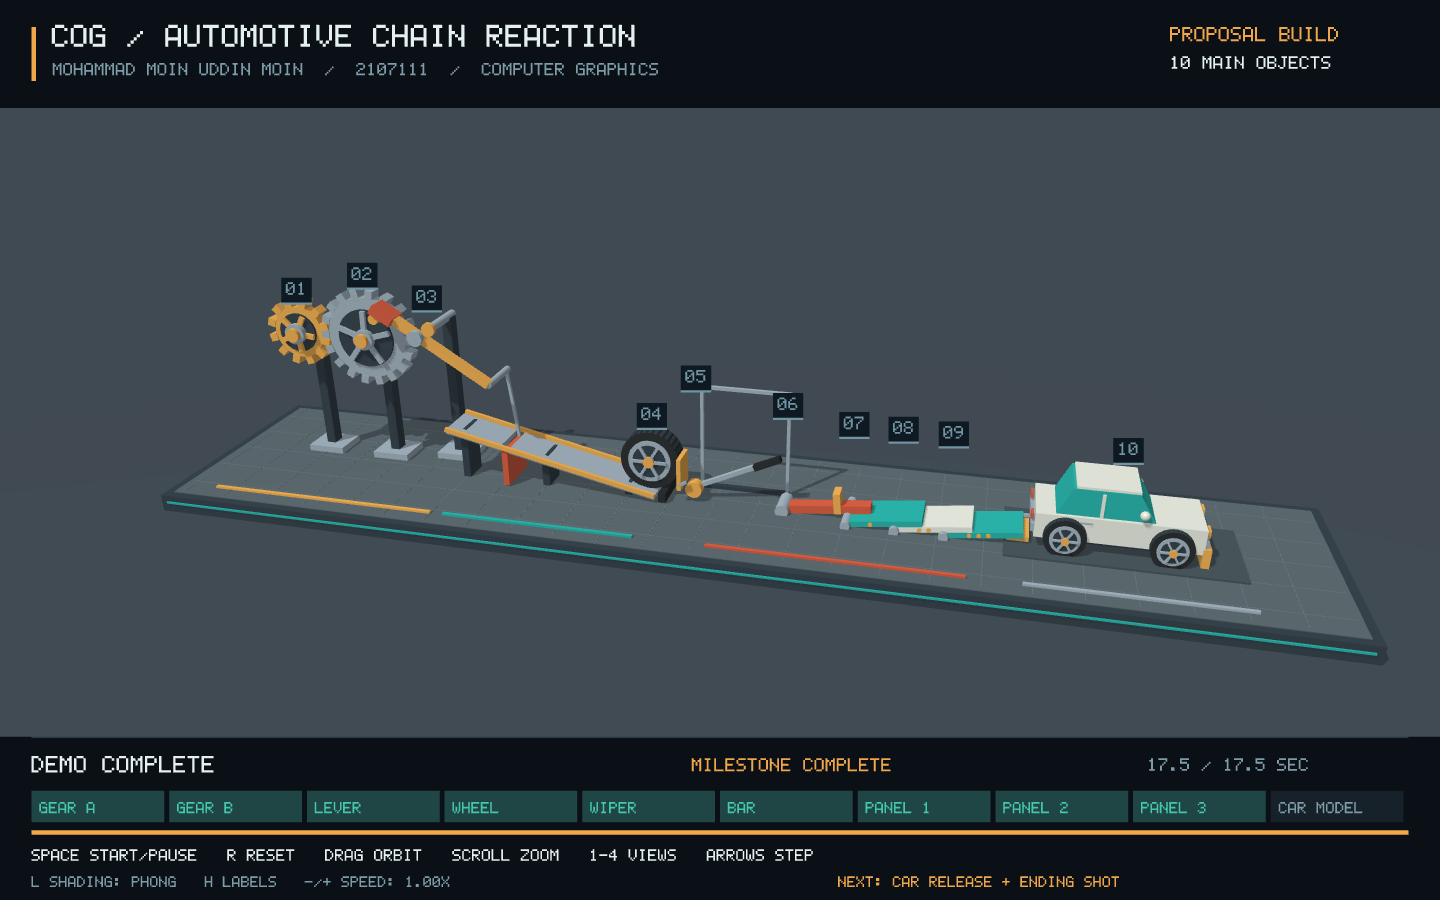 COG / AUTOMOTIVE CHAIN REACTION
MOHAMMAD MOIN UDDIN MOIN / 2107111 / COMPUTER GRAPHICS
PROPOSAL BUILD
10 MAIN OBJECTS
01
02
03
04
05
06
07
08
09
10
DEMO COMPLETE
MILESTONE COMPLETE
17.5 / 17.5 SEC
GEAR A
GEAR B
LEVER
WHEEL
WIPER
BAR
PANEL 1
PANEL 2
PANEL 3
CAR MODEL
SPACE START/PAUSE R RESET DRAG ORBIT SCROLL ZOOM 1-4 VIEWS ARROWS STEP
L SHADING: PHONG H LABELS -/+ SPEED: 1.00X
NEXT: CAR RELEASE + ENDING SHOT